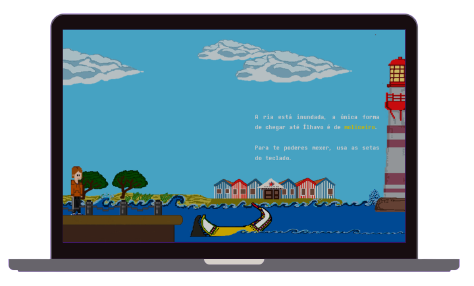 A ria está inundada, a única forma
de chegar até Ílhavo é de moliceiro.
Para te poderes mexer, usa as setas
do teclado.